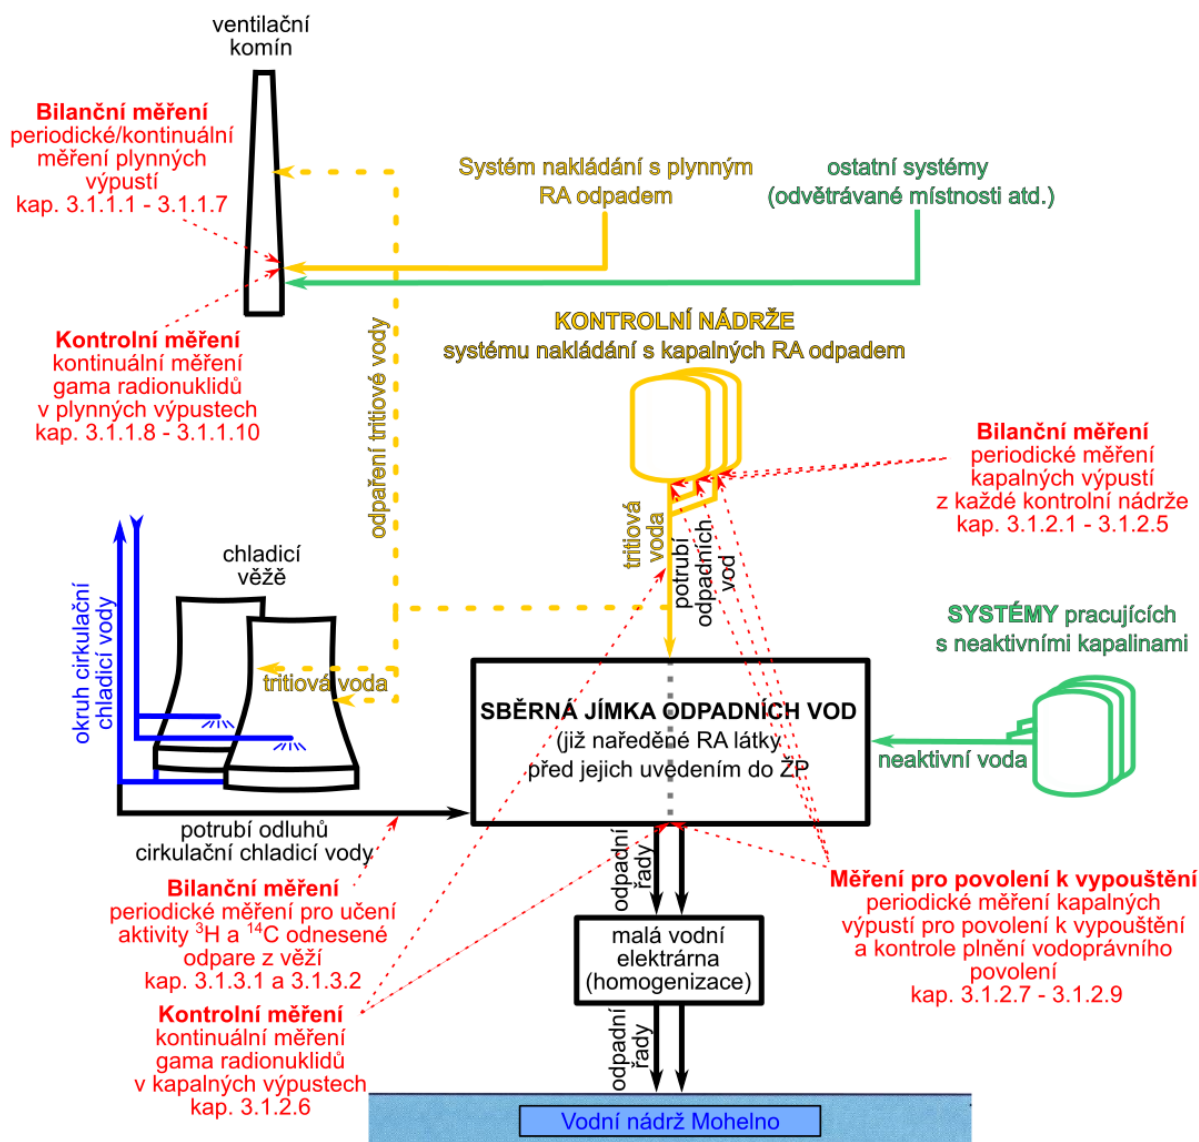 ventilační
komín
Bilanční měření
periodické/kontinuální
měření plynných
výpustí
kap. 3.1.1.1 - 3.1.1.7
Systém nakládání s plynným
RA odpadem
ostatní systémy
(odvětrávané místnosti atd.)
Kontrolní měření
kontinuální měření
gama radionuklidů
v plynných výpustech
kap. 3.1.1.8 - 3.1.1.10
odpaření tritiové vody
KONTROLNÍ NÁDRŽE
systému nakládání s kapalných RA odpadem
Bilanční měření
periodické měření
kapalných výpustí
z každé kontrolní nádrže
kap. 3.1.2.1 - 3.1.2.5
tritiová
voda
potrubí
odpadních
vod
okruh cirkulační
chladicí vody
chladicí
věžě
tritiová voda
SYSTÉMY pracujících
s neaktivními kapalinami
neaktivní voda
SBĚRNÁ JÍMKA ODPADNÍCH VOD
(již naředěné RA látky
před jejich uvedením do ŽP
potrubí odluhů
cirkulační chladicí vody
Bilanční měření
periodické měření pro učení
aktivity ³H a ¹⁴C odnesené
odpare z věží
kap. 3.1.3.1 a 3.1.3.2
Kontrolní měření
kontinuální měření
gama radionuklidů
v kapalných výpustech
kap. 3.1.2.6
odpadní
řady
malá vodní
elektrárna
(homogenizace)
odpadní
řady
Měření pro povolení k vypouštění
periodické měření kapalných
výpustí pro povolení k vypouštění
a kontrole plnění vodoprávního
povolení
kap. 3.1.2.7 - 3.1.2.9
Vodní nádrž Mohelno